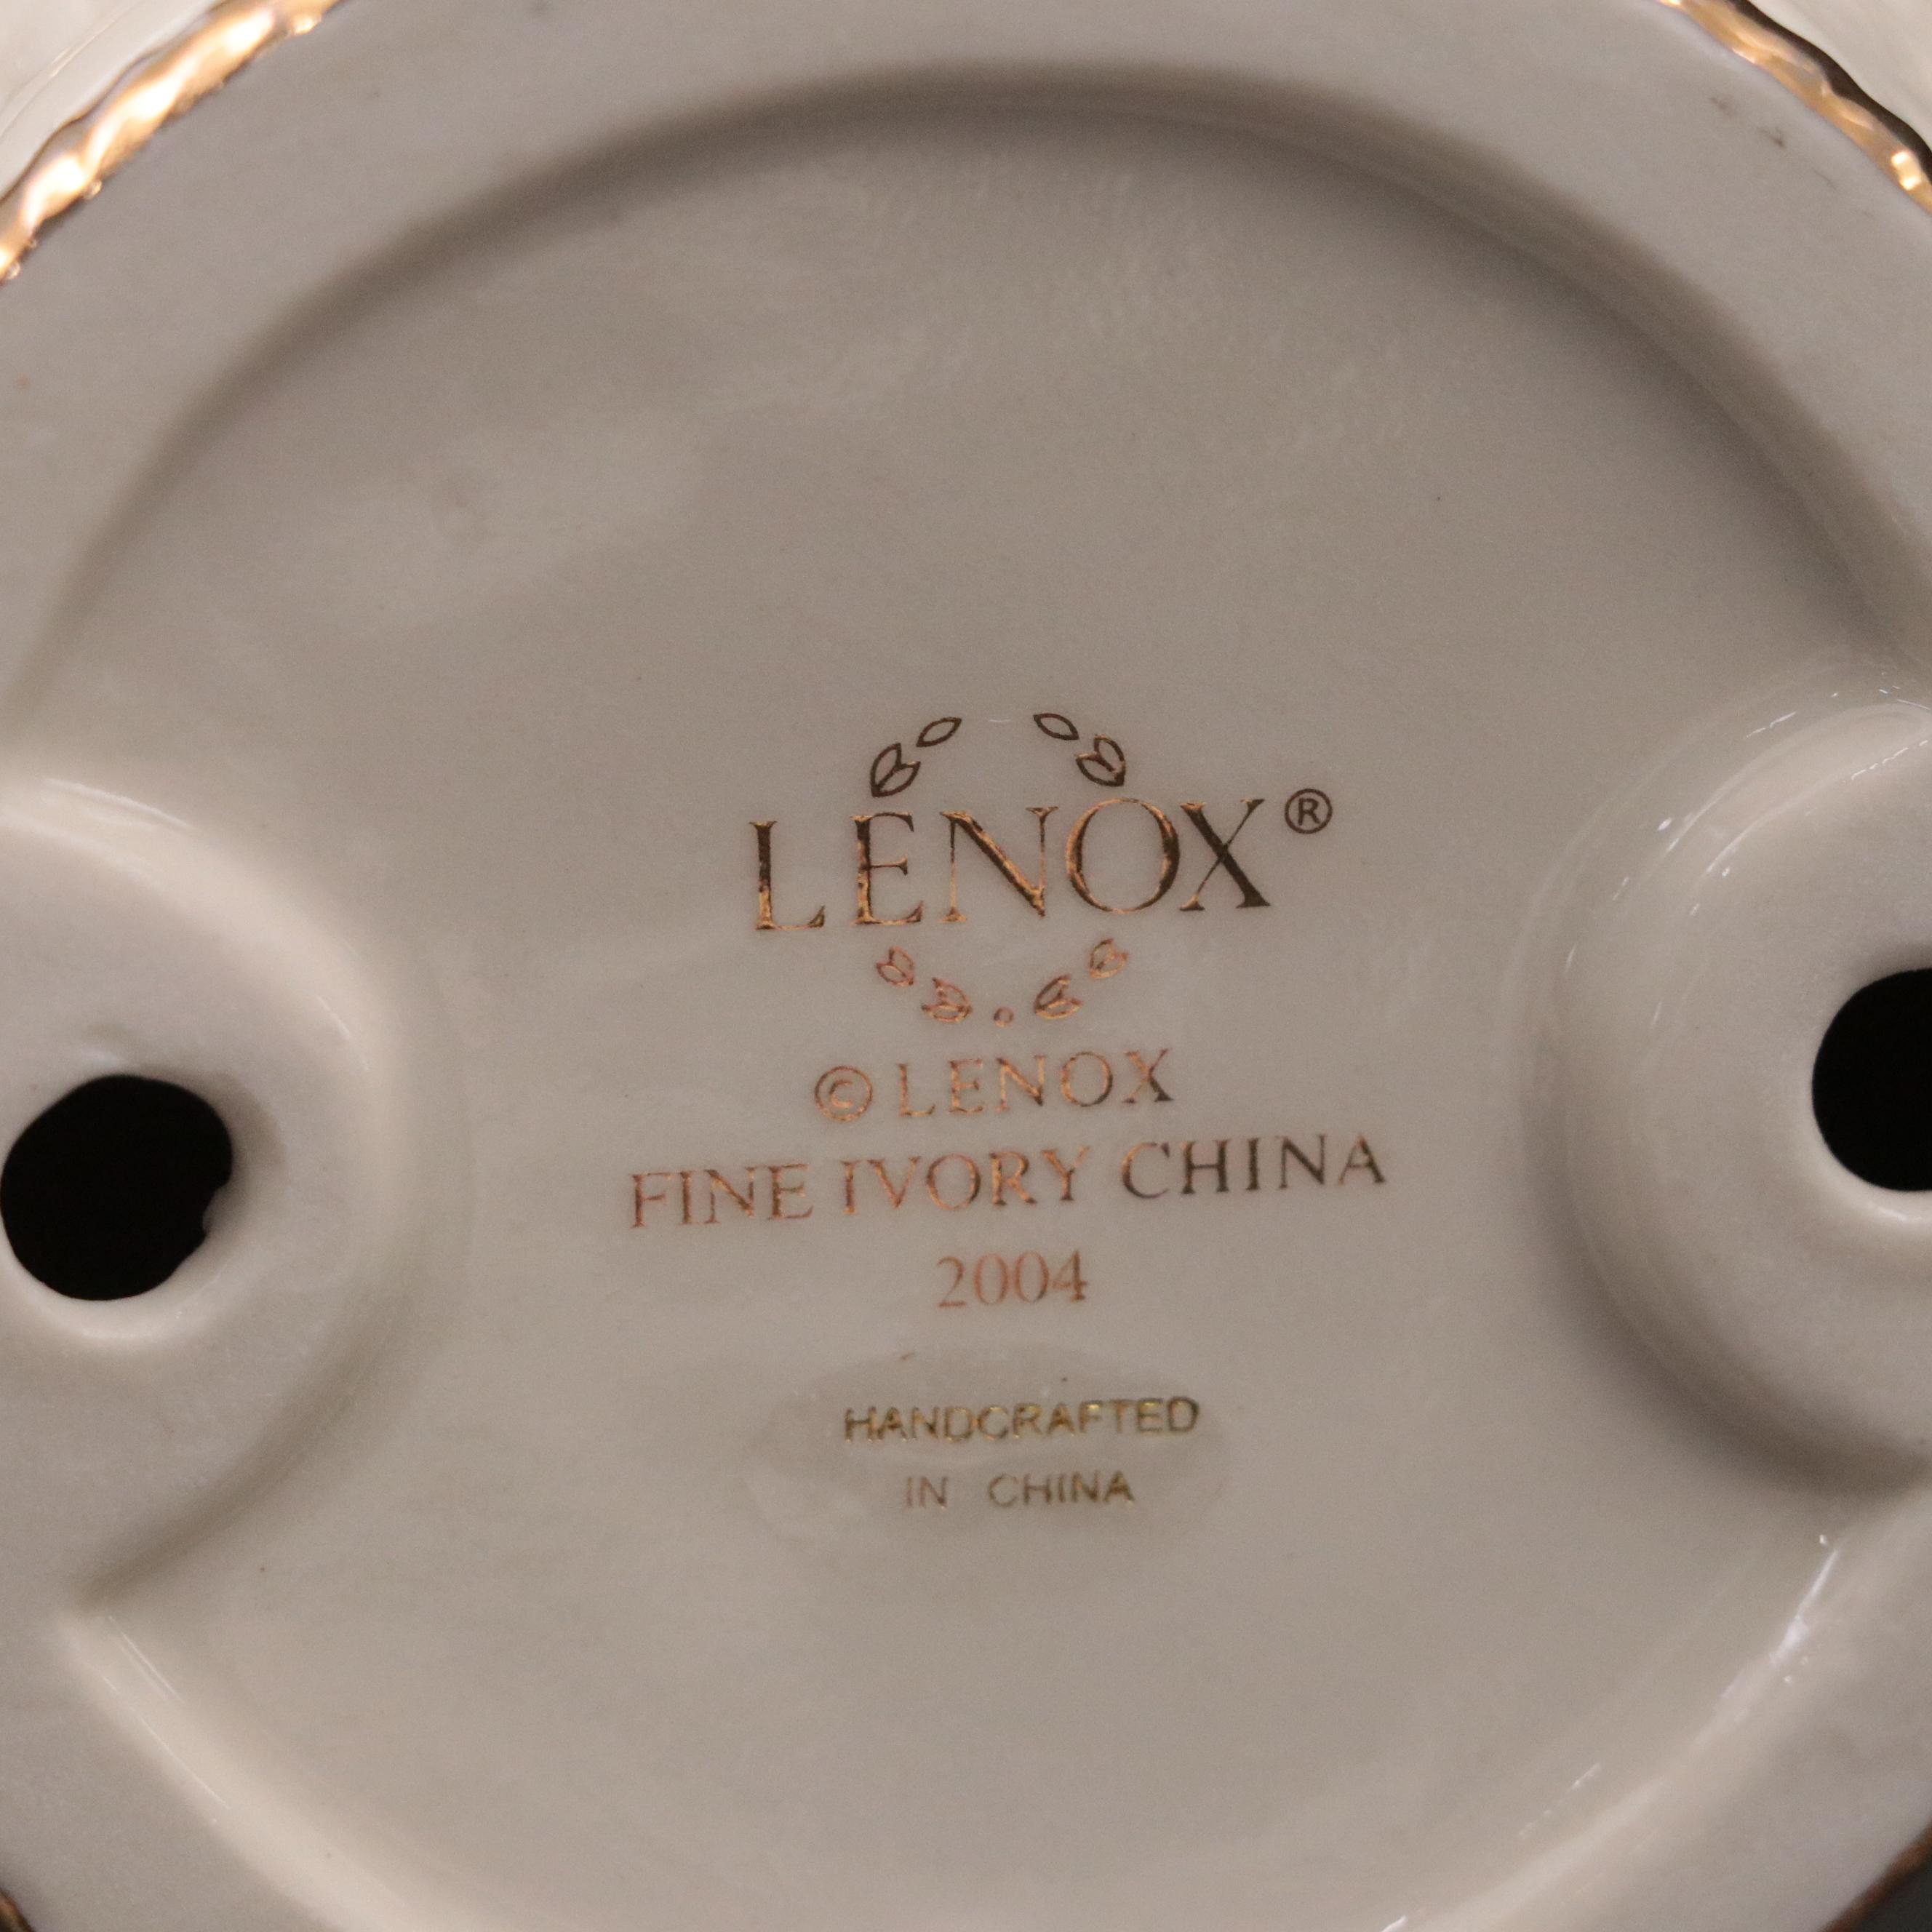 LENOX®
© LENOX
FINE IVORY CHINA
2004
HANDCRAFTED
IN CHINA